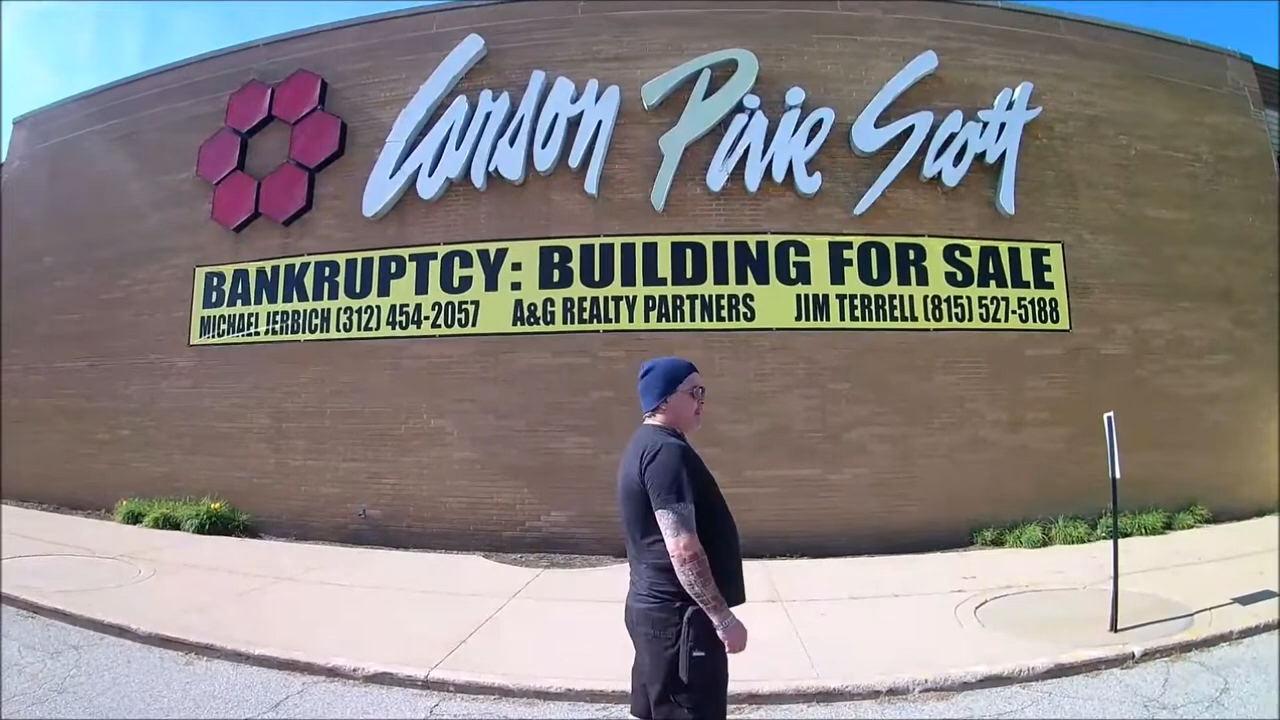 Carson Pirie Scott
BANKRUPTCY: BUILDING FOR SALE
MICHAEL JERBICH (312) 454-2057 A&G REALTY PARTNERS JIM TERRELL (815) 527-5188